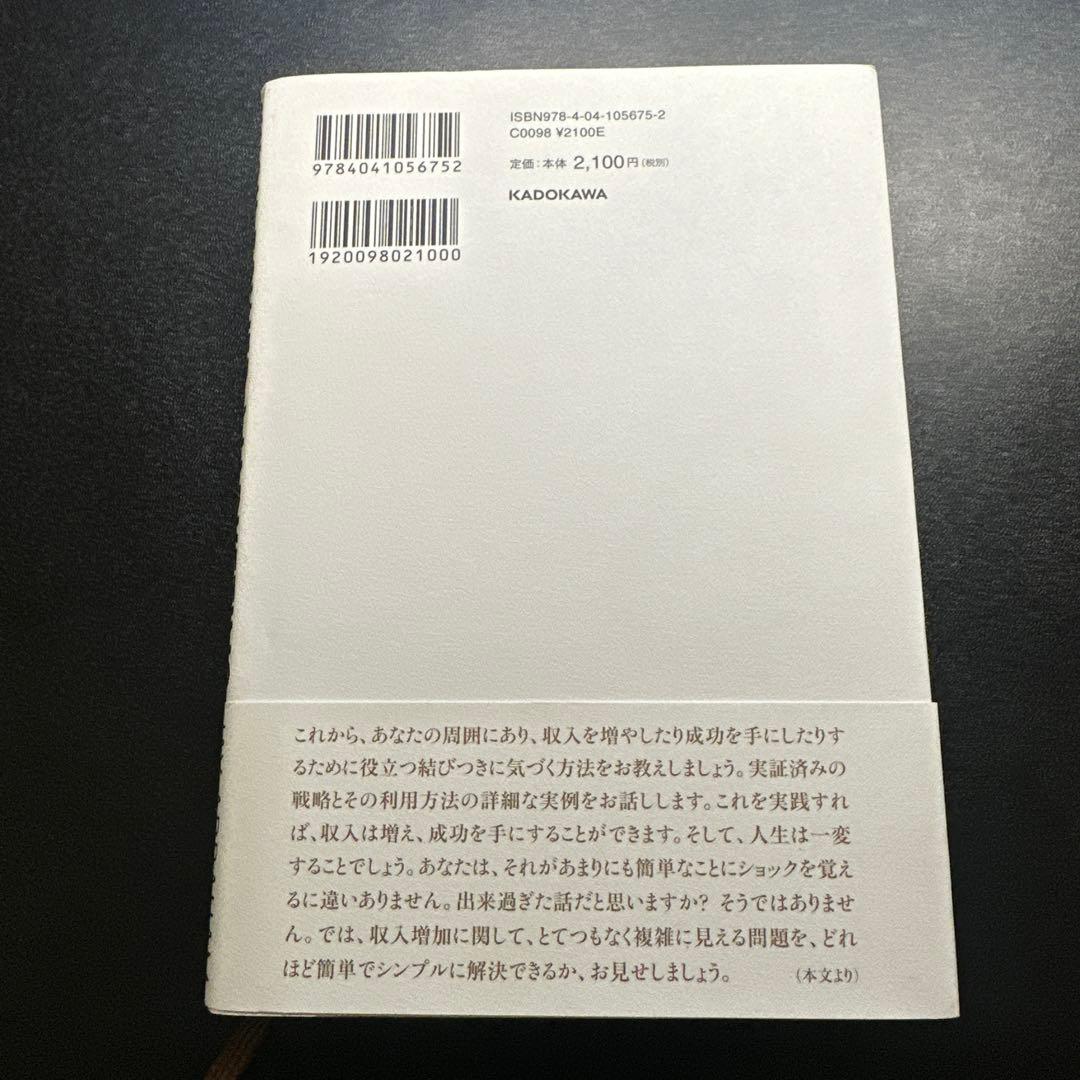 9784041056752
1920098021000
ISBN978-4-04-105675-2
C0098 ¥2100E
定価：本体 2,100円（税別）
KADOKAWA
これから、あなたの周囲にあり、収入を増やしたり成功を手にしたりす
るために役立つ結びつきに気づく方法をお教えしましょう。実証済みの
戦略とその利用方法の詳細な実例をお話しします。これを実践すれ
ば、収入は増え、成功を手にすることができます。そして、人生は一変
することでしょう。あなたは、それがあまりにも簡単なことにショックを覚え
るに違いありません。出来過ぎた話だと思いますか？ そうではありませ
ん。では、収入増加に関して、とてつもなく複雑に見える問題を、どれ
ほど簡単でシンプルに解決できるか、お見せしましょう。 （本文より）